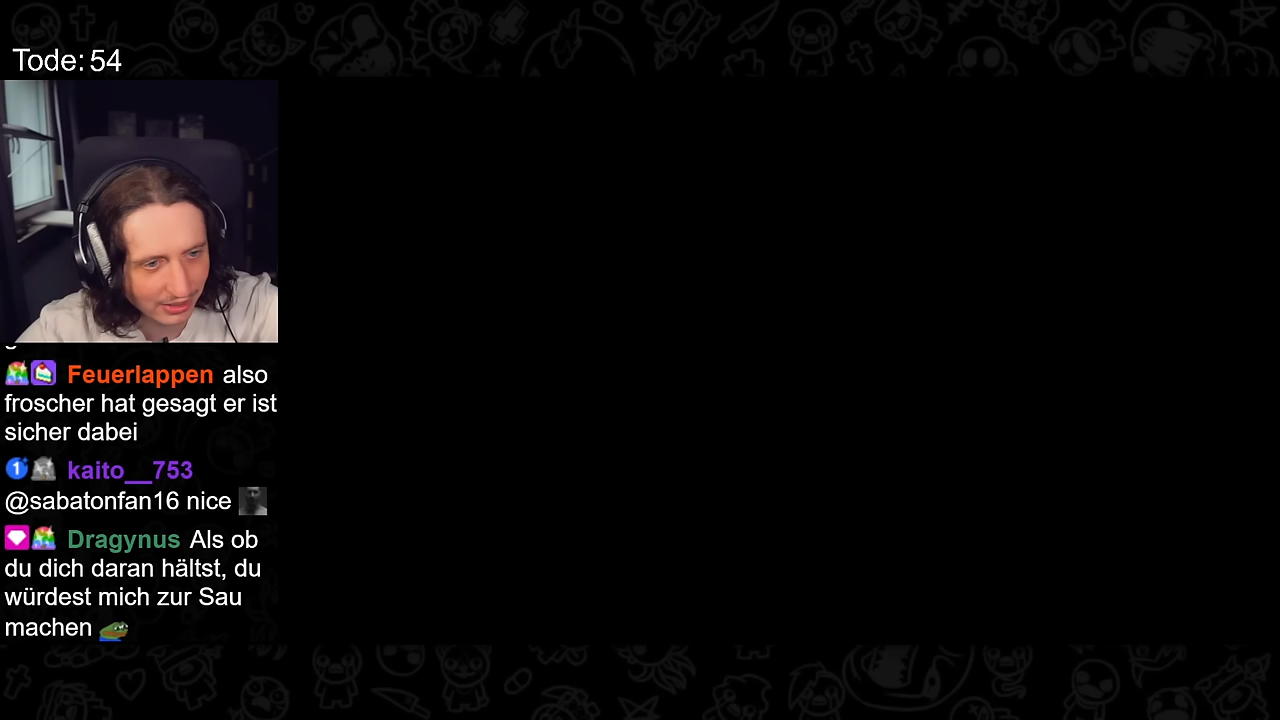 Tode: 54
Feuerlappen also
froscher hat gesagt er ist
sicher dabei
kaito__753
@sabatonfan16 nice
Dragynus Als ob
du dich daran hältst, du
würdest mich zur Sau
machen